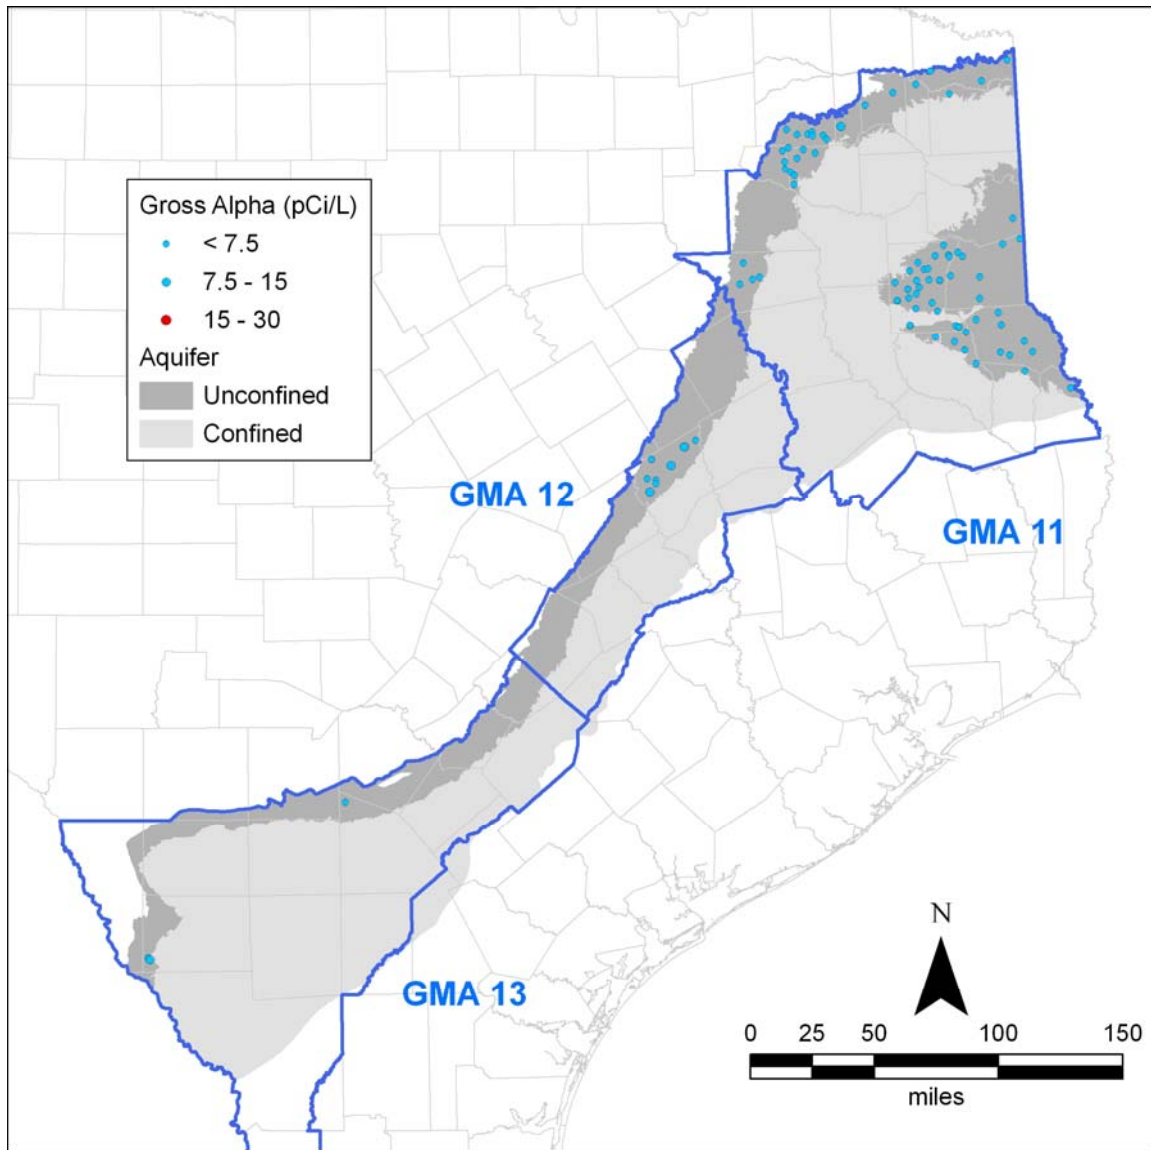 Gross Alpha (pCi/L)
< 7.5
7.5 - 15
15 - 30
Aquifer
Unconfined
Confined
GMA 12
GMA 11
GMA 13
N
0 25 50 100 150
miles